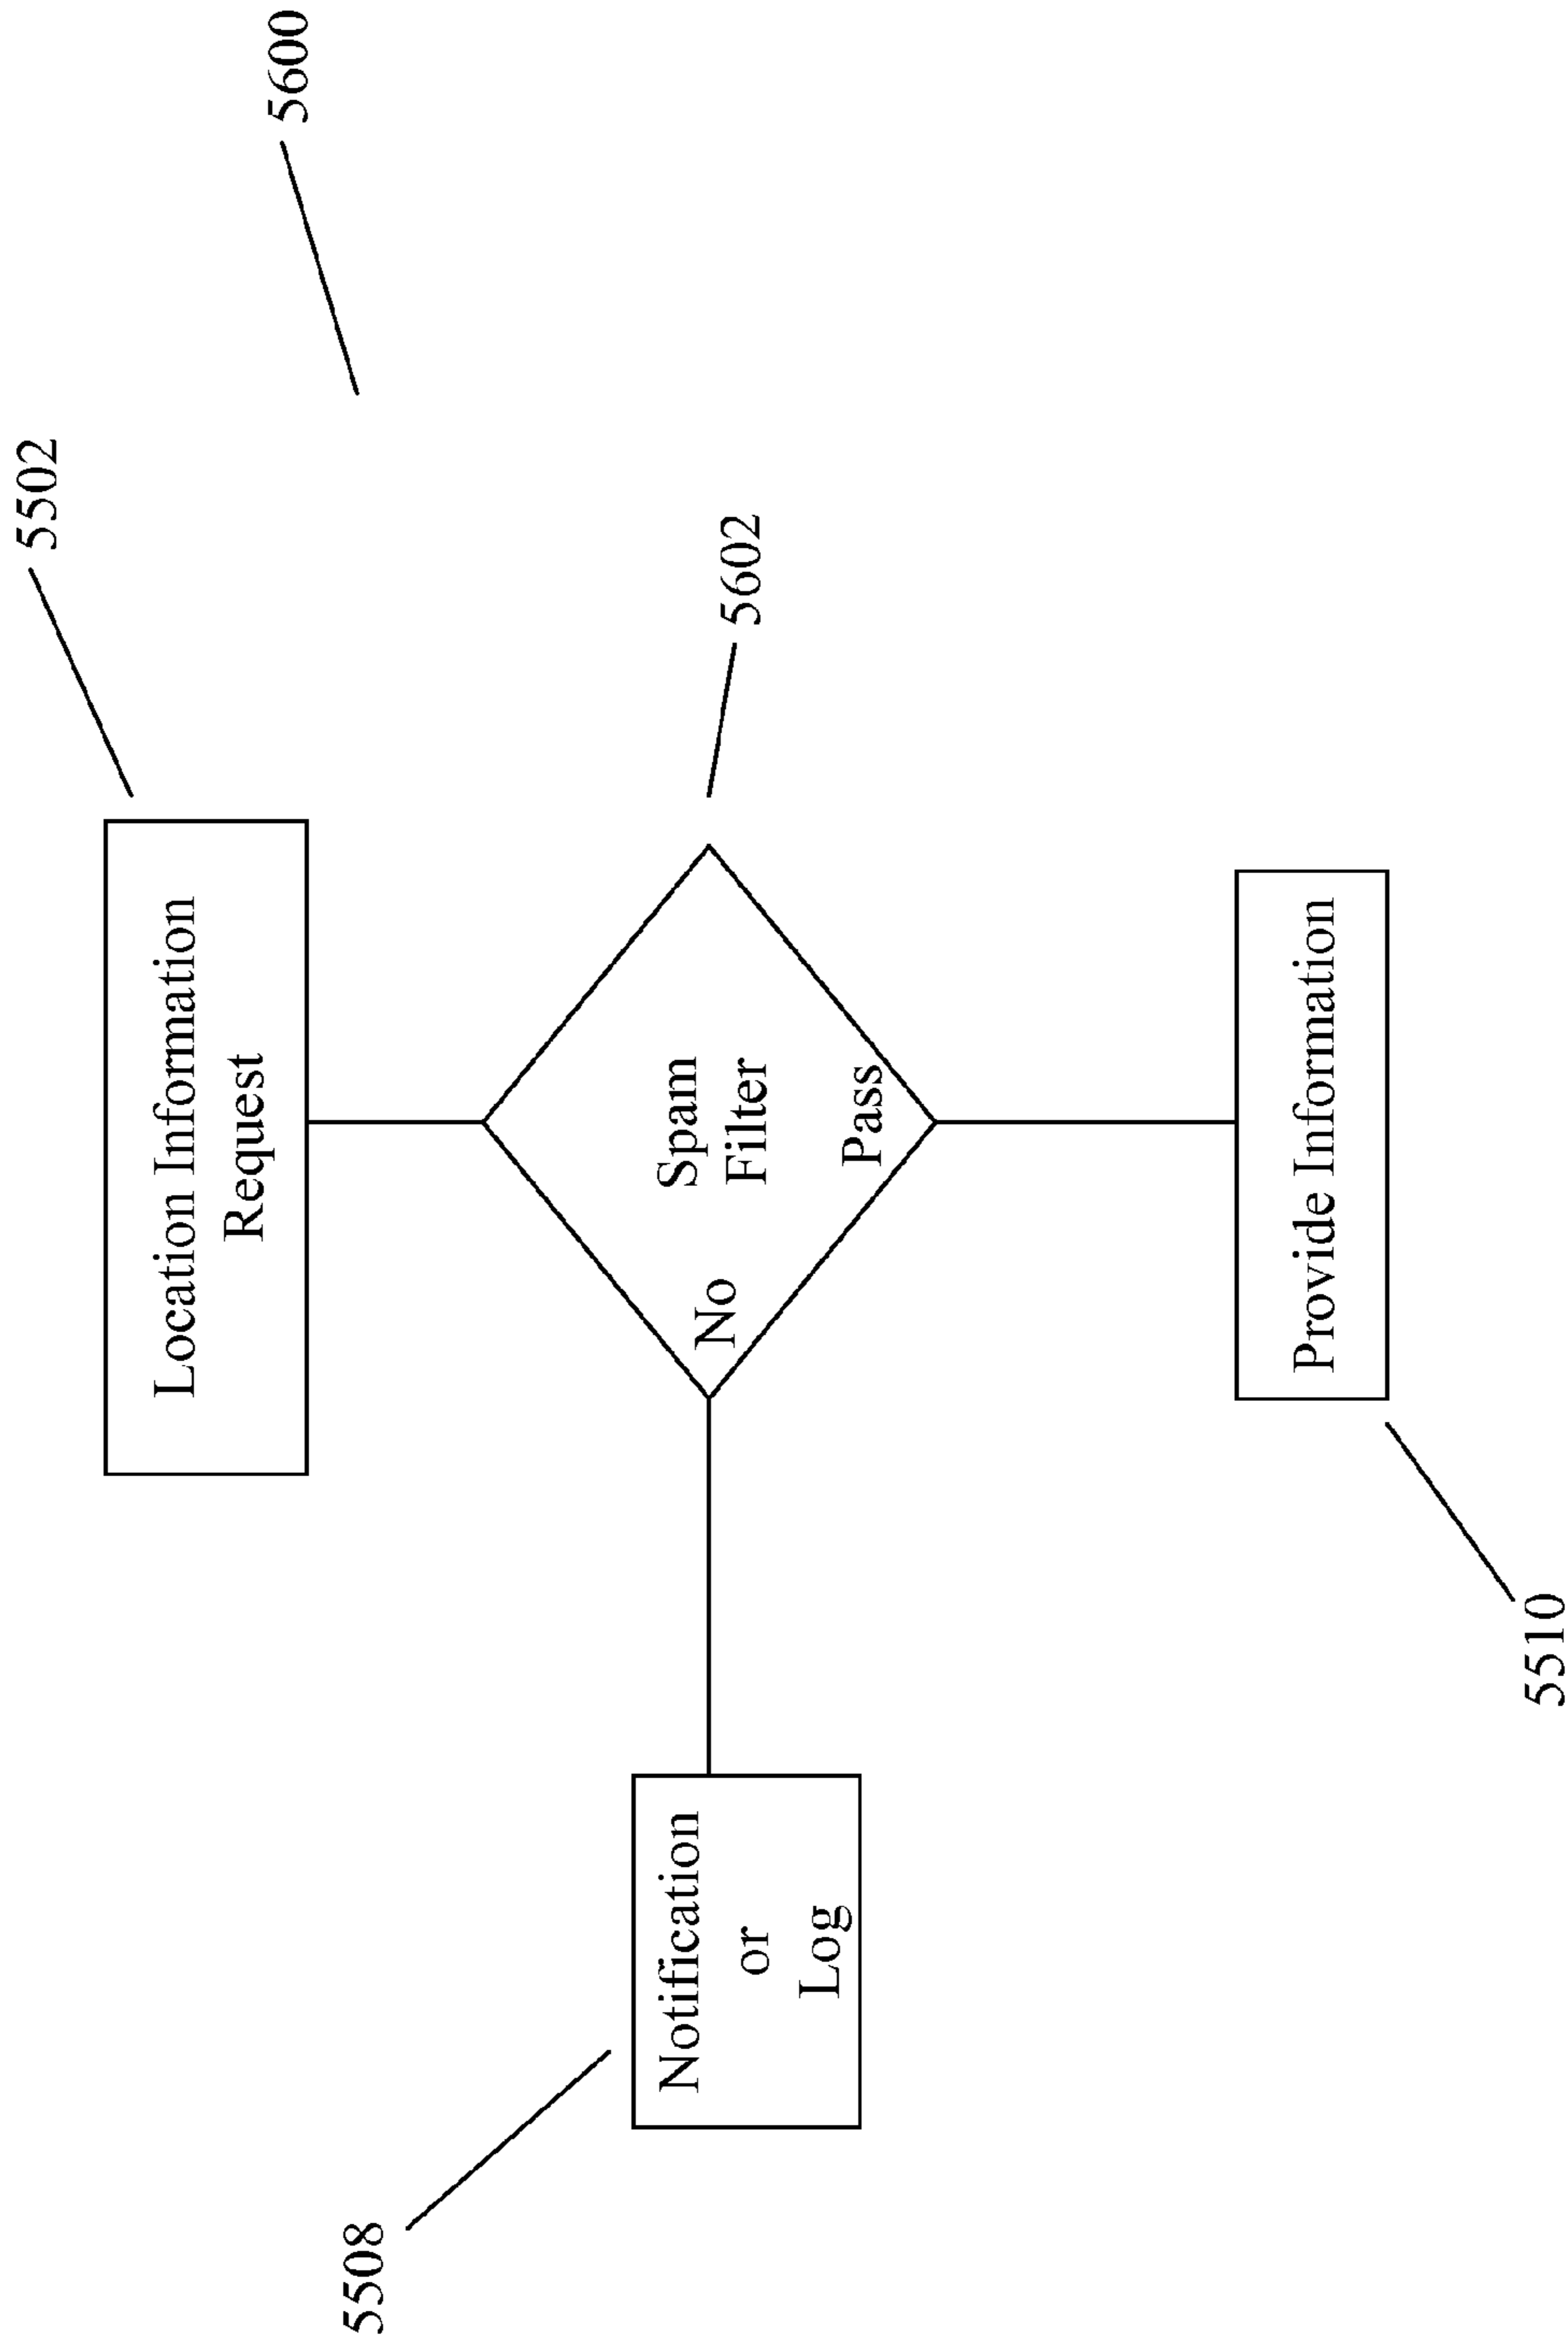 5502
5600
Location Information
Request
5602
Spam
Filter
No
Pass
5508
Notification
or
Log
Provide Information
5510